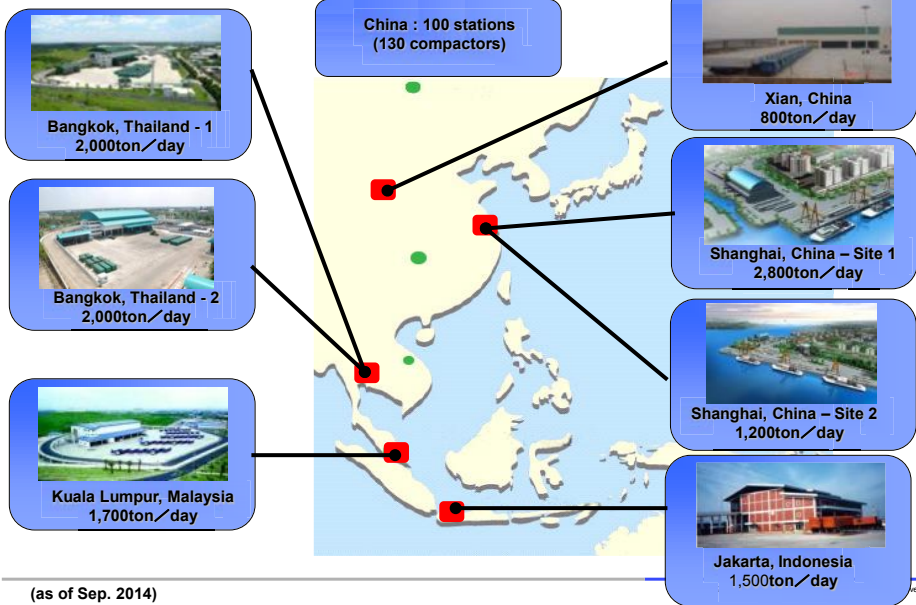 China : 100 stations
(130 compactors)
Bangkok, Thailand - 1
2,000ton／day
Bangkok, Thailand - 2
2,000ton／day
Kuala Lumpur, Malaysia
1,700ton／day
Xian, China
800ton／day
Shanghai, China – Site 1
2,800ton／day
Shanghai, China – Site 2
1,200ton／day
Jakarta, Indonesia
1,500ton／day
(as of Sep. 2014)